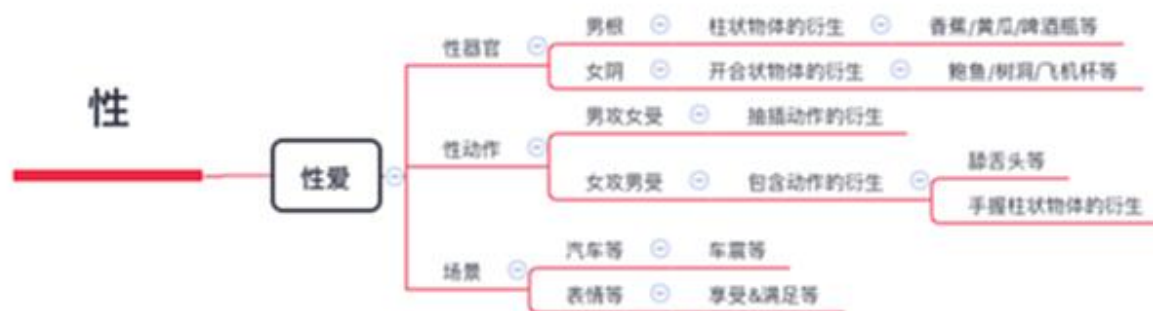 性
性爱
性器官
男根
柱状物体的衍生
香蕉/黄瓜/啤酒瓶等
女阴
开合状物体的衍生
鲍鱼/树洞/飞机杯等
性动作
男攻女受
抽插动作的衍生
女攻男受
包含动作的衍生
舔舌头等
手握柱状物体的衍生
场景
汽车等
车震等
表情等
享受&满足等